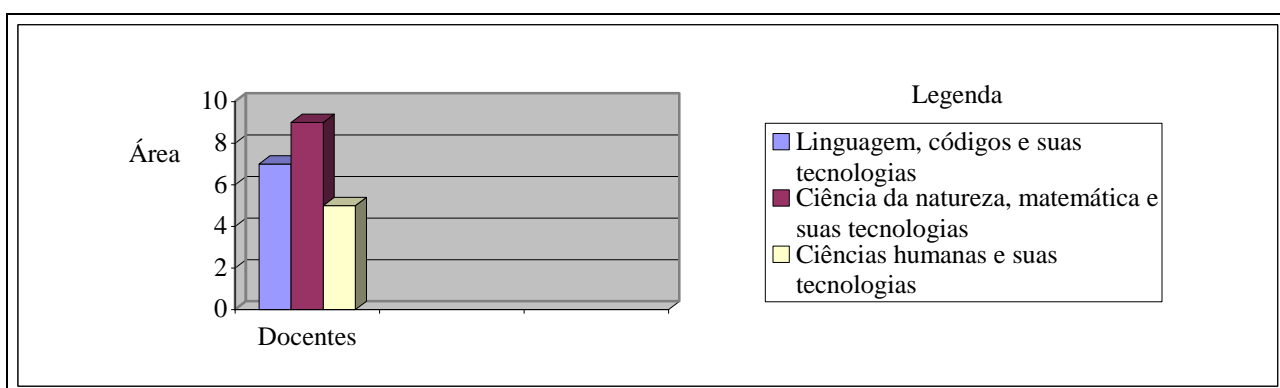 Área
10
8
6
4
2
0
Docentes
Legenda
Linguagem, códigos e suas
tecnologias
Ciência da natureza, matemática e
suas tecnologias
Ciências humanas e suas
tecnologias